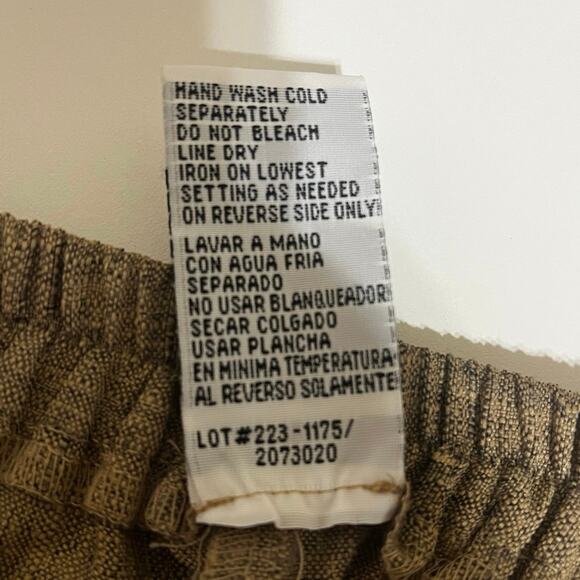 HAND WASH COLD
SEPARATELY
DO NOT BLEACH
LINE DRY
IRON ON LOWEST
SETTING AS NEEDED
ON REVERSE SIDE ONLY
LAVAR A MANO
CON AGUA FRIA
SEPARADO
NO USAR BLANQUEADOR
SECAR COLGADO
USAR PLANCHA
EN MINIMA TEMPERATURA
AL REVERSO SOLAMENTE
LOT#223-1175/
2073020